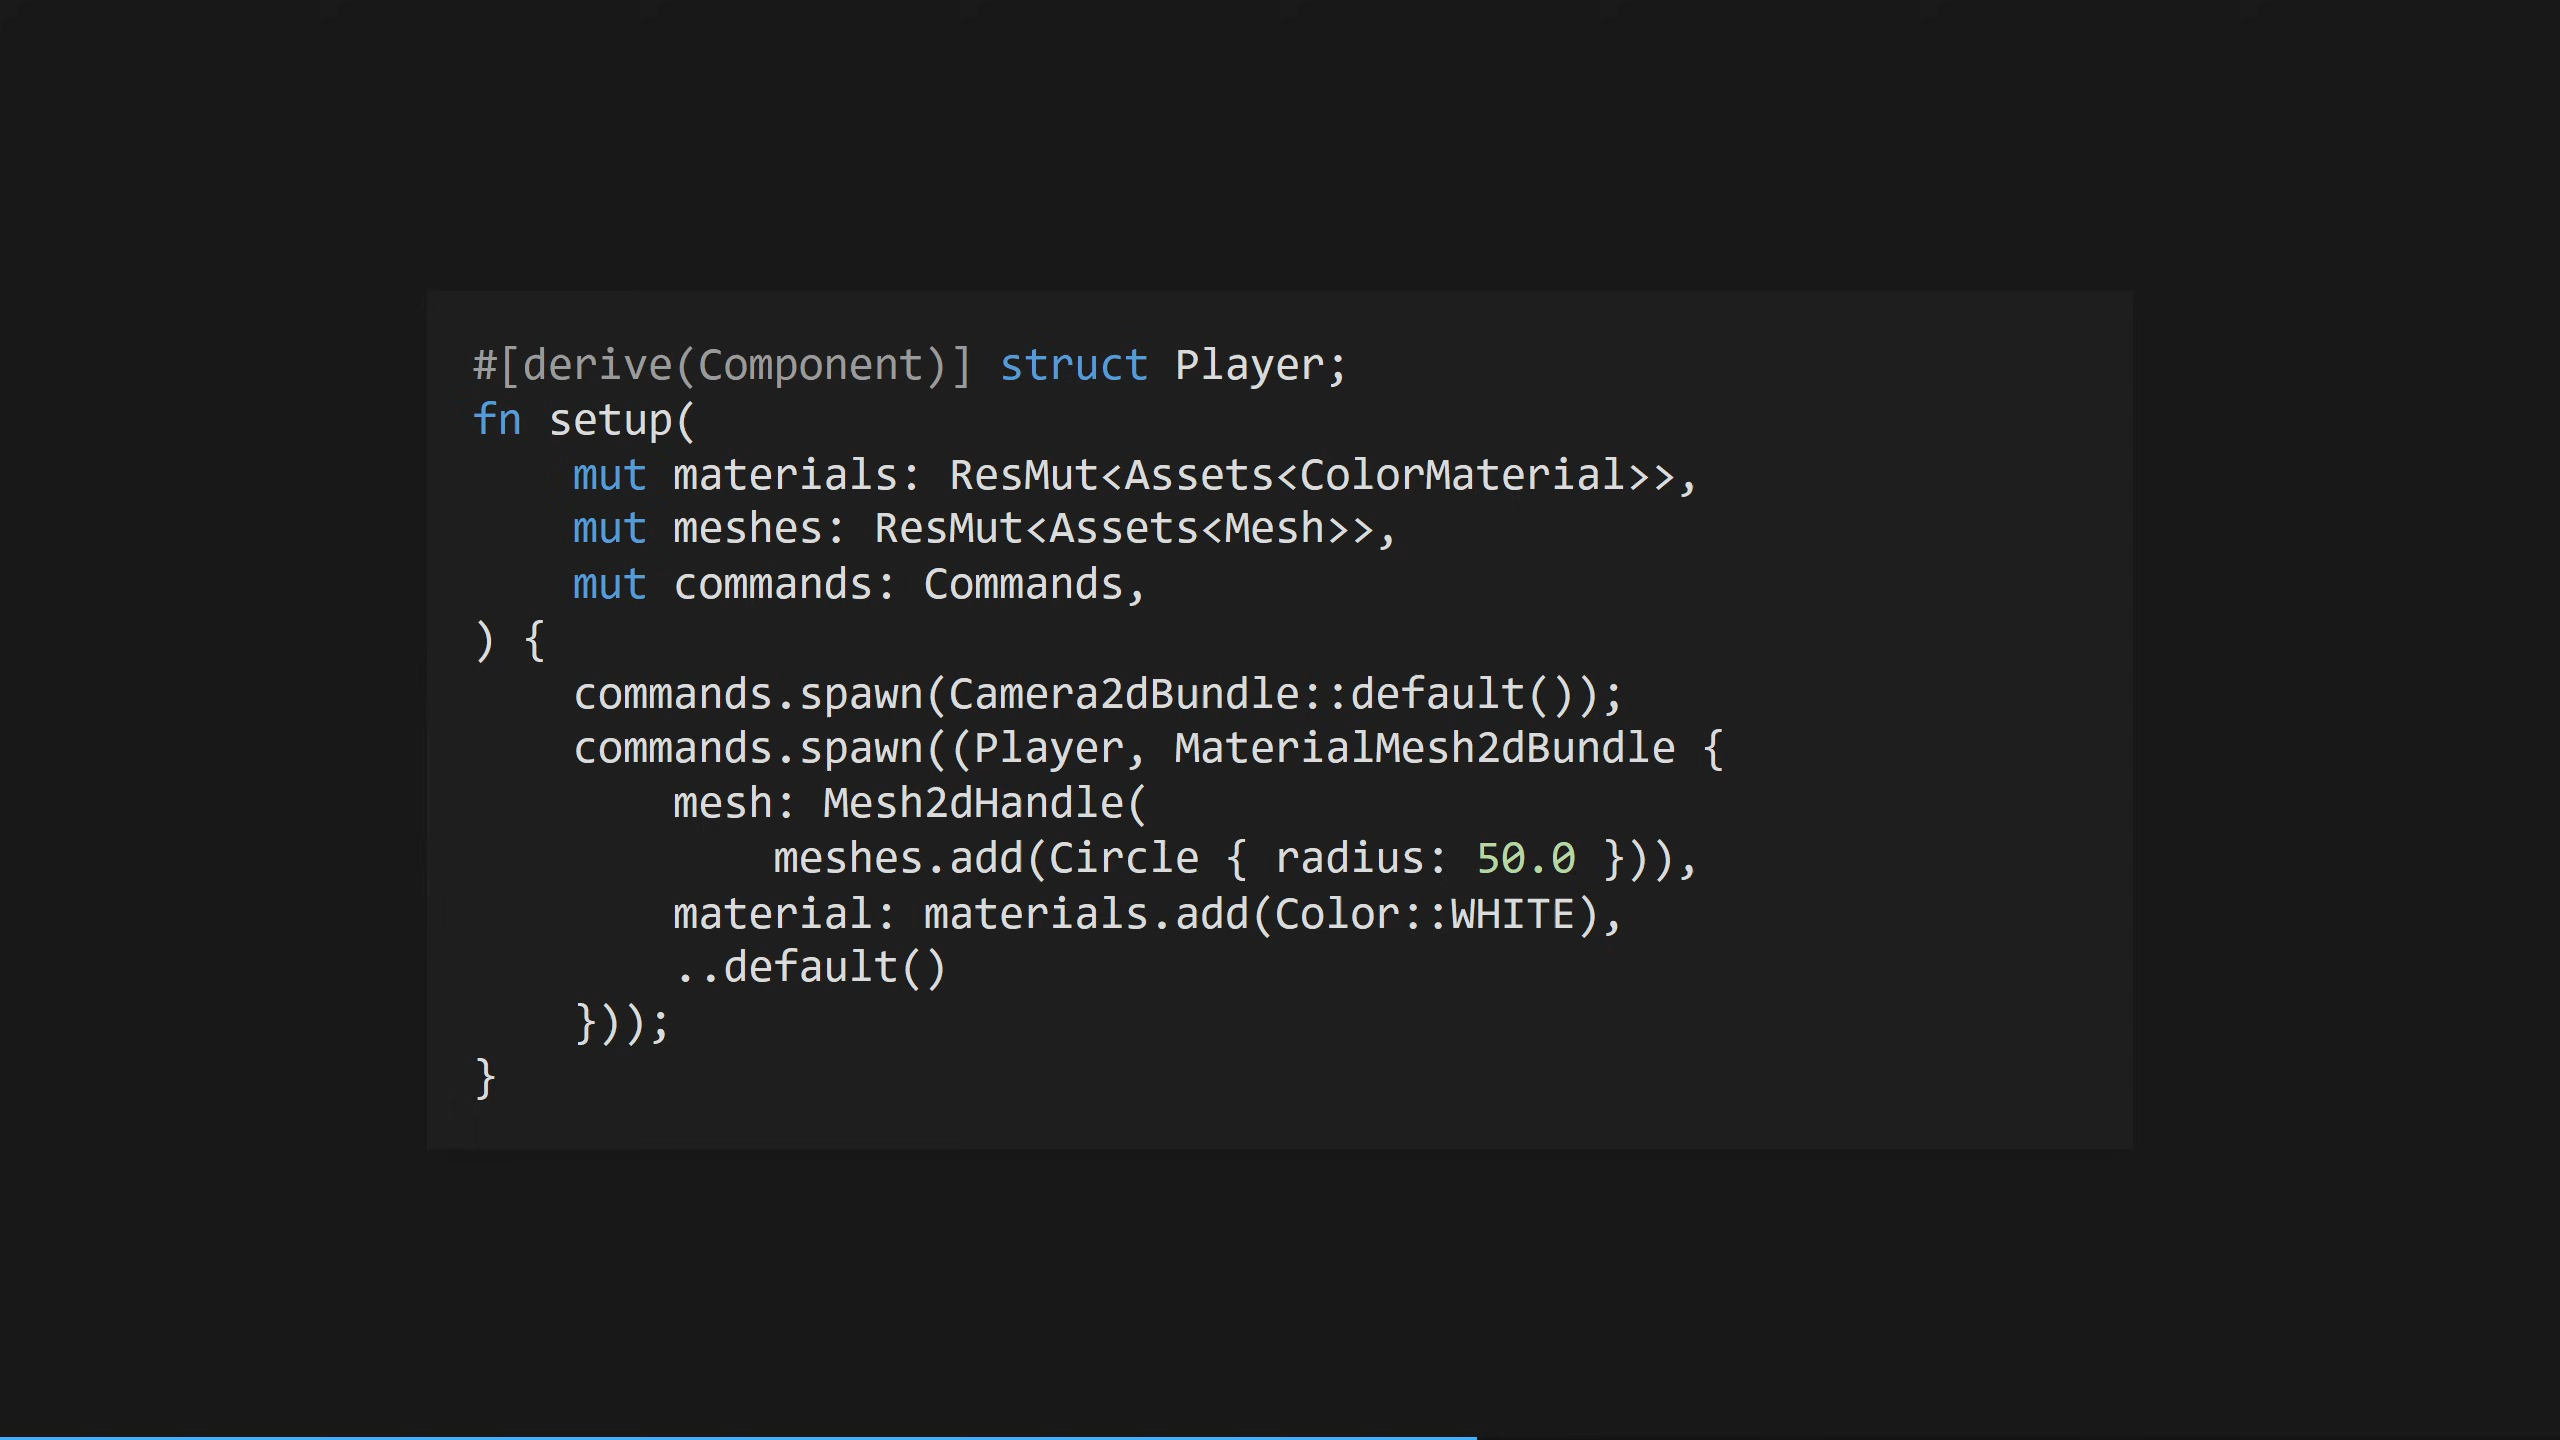 #[derive(Component)] struct Player;
fn setup(
    mut materials: ResMut<Assets<ColorMaterial>>,
    mut meshes: ResMut<Assets<Mesh>>,
    mut commands: Commands,
) {
    commands.spawn(Camera2dBundle::default());
    commands.spawn((Player, MaterialMesh2dBundle {
        mesh: Mesh2dHandle(
            meshes.add(Circle { radius: 50.0 })),
        material: materials.add(Color::WHITE),
        ..default()
    }));
}